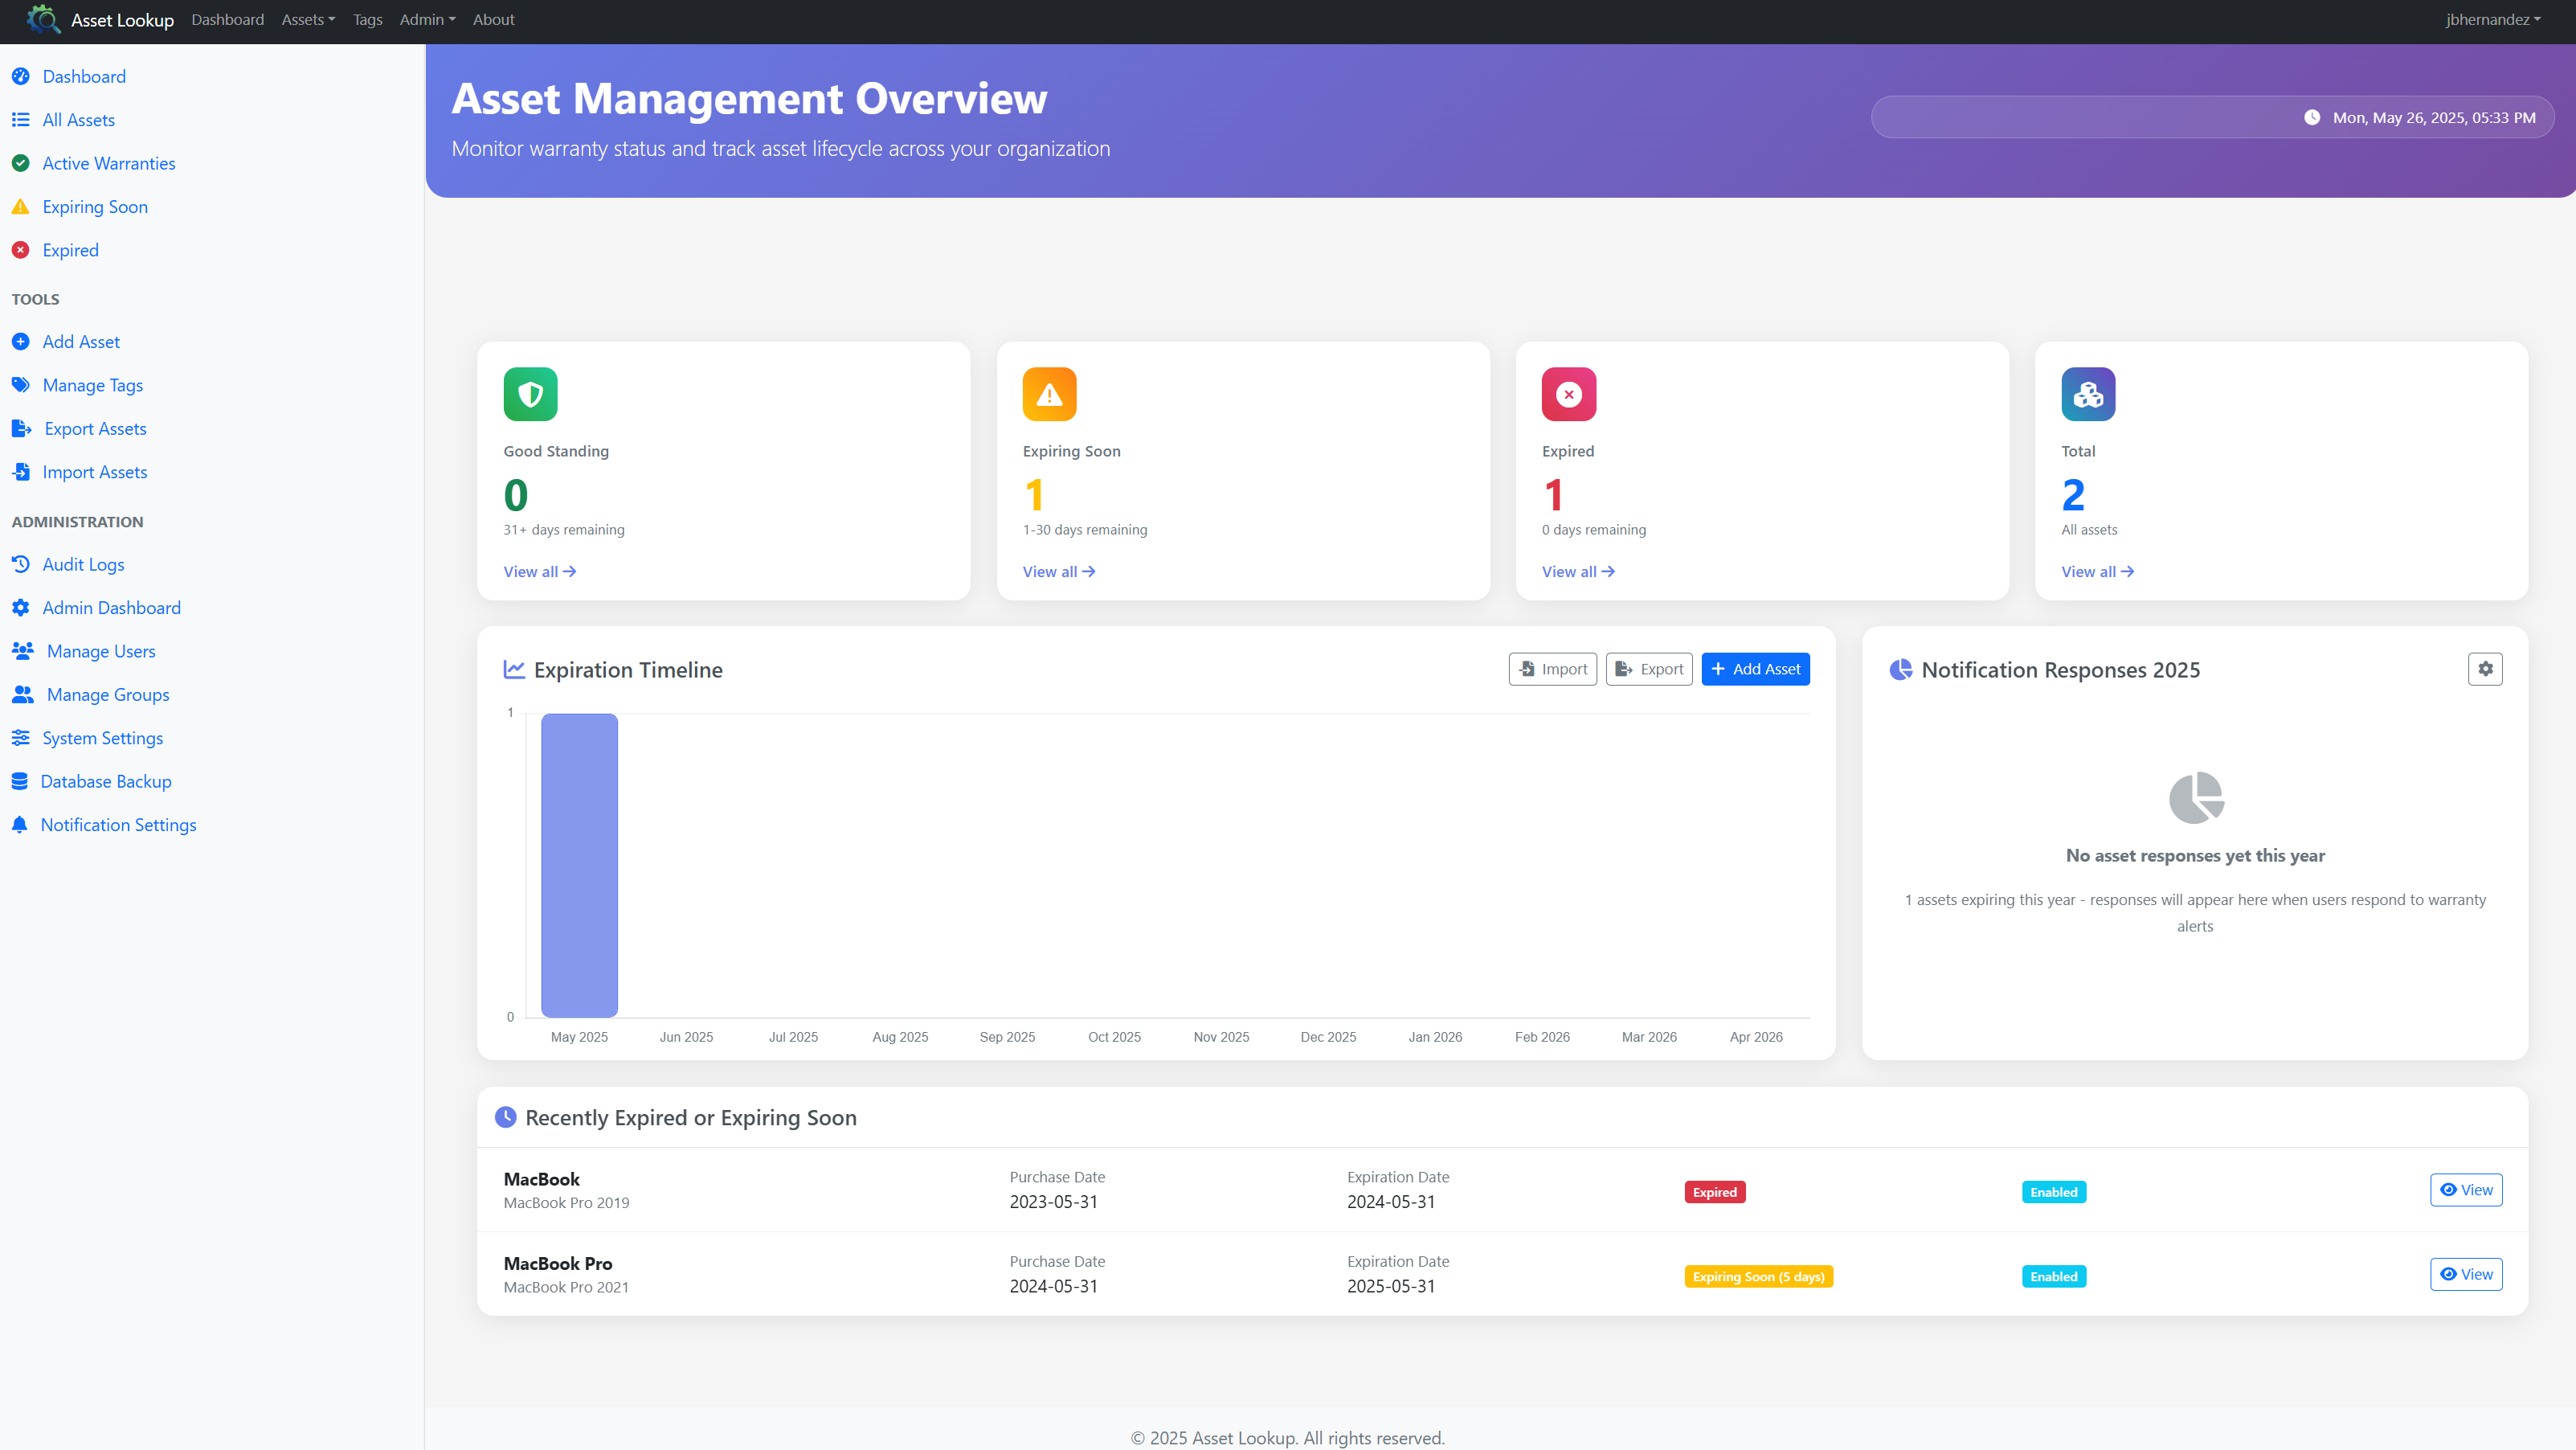 Asset Lookup Dashboard Assets Tags Admin About jbhernandez
Dashboard
All Assets
Active Warranties
Expiring Soon
Expired
TOOLS
Add Asset
Manage Tags
Export Assets
Import Assets
ADMINISTRATION
Audit Logs
Admin Dashboard
Manage Users
Manage Groups
System Settings
Database Backup
Notification Settings
Asset Management Overview
Monitor warranty status and track asset lifecycle across your organization
Mon, May 26, 2025, 05:33 PM
Good Standing
0
31+ days remaining
View all
Expiring Soon
1
1-30 days remaining
View all
Expired
1
0 days remaining
View all
Total
2
All assets
View all
Expiration Timeline
Import Export Add Asset
1
0
May 2025 Jun 2025 Jul 2025 Aug 2025 Sep 2025 Oct 2025 Nov 2025 Dec 2025 Jan 2026 Feb 2026 Mar 2026 Apr 2026
Notification Responses 2025
No asset responses yet this year
1 assets expiring this year - responses will appear here when users respond to warranty
alerts
Recently Expired or Expiring Soon
MacBook
MacBook Pro 2019
Purchase Date
2023-05-31
Expiration Date
2024-05-31
Expired
Enabled
View
MacBook Pro
MacBook Pro 2021
Purchase Date
2024-05-31
Expiration Date
2025-05-31
Expiring Soon (5 days)
Enabled
View
© 2025 Asset Lookup. All rights reserved.